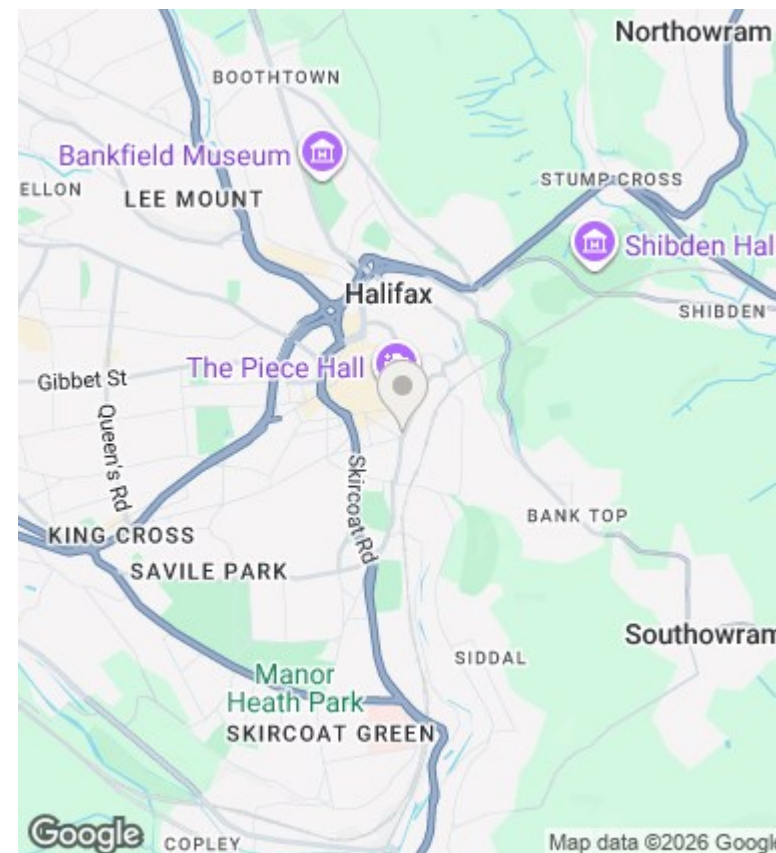 Northowram
BOOTHTOWN
Bankfield Museum
STUMP CROSS
ELLON
LEE MOUNT
Shibden Hal
Halifax
SHIBDEN
The Piece Hall
Gibbet St
Queen's Rd
Skircoat Rd
BANK TOP
KING CROSS
SAVILE PARK
Southowram
SIDDAL
Manor
Heath Park
SKIRCOAT GREEN
Google
COPLEY
Map data ©2026 Google